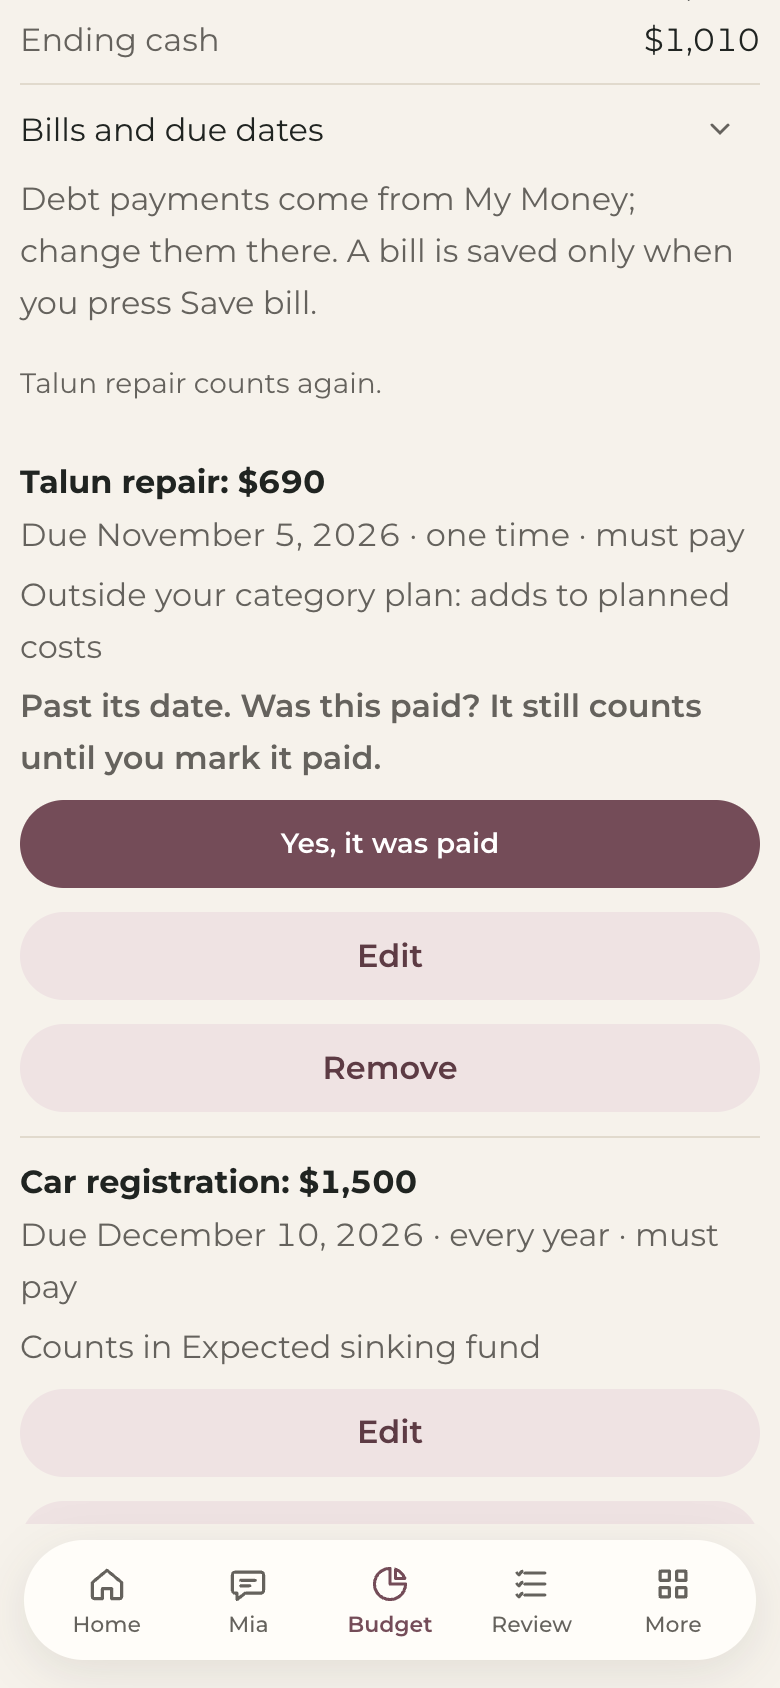 Ending cash $1,010
Bills and due dates
Debt payments come from My Money;
change them there. A bill is saved only when
you press Save bill.
Talun repair counts again.
Talun repair: $690
Due November 5, 2026 · one time · must pay
Outside your category plan: adds to planned
costs
Past its date. Was this paid? It still counts
until you mark it paid.
Yes, it was paid
Edit
Remove
Car registration: $1,500
Due December 10, 2026 · every year · must
pay
Counts in Expected sinking fund
Edit
Home Mia Budget Review More